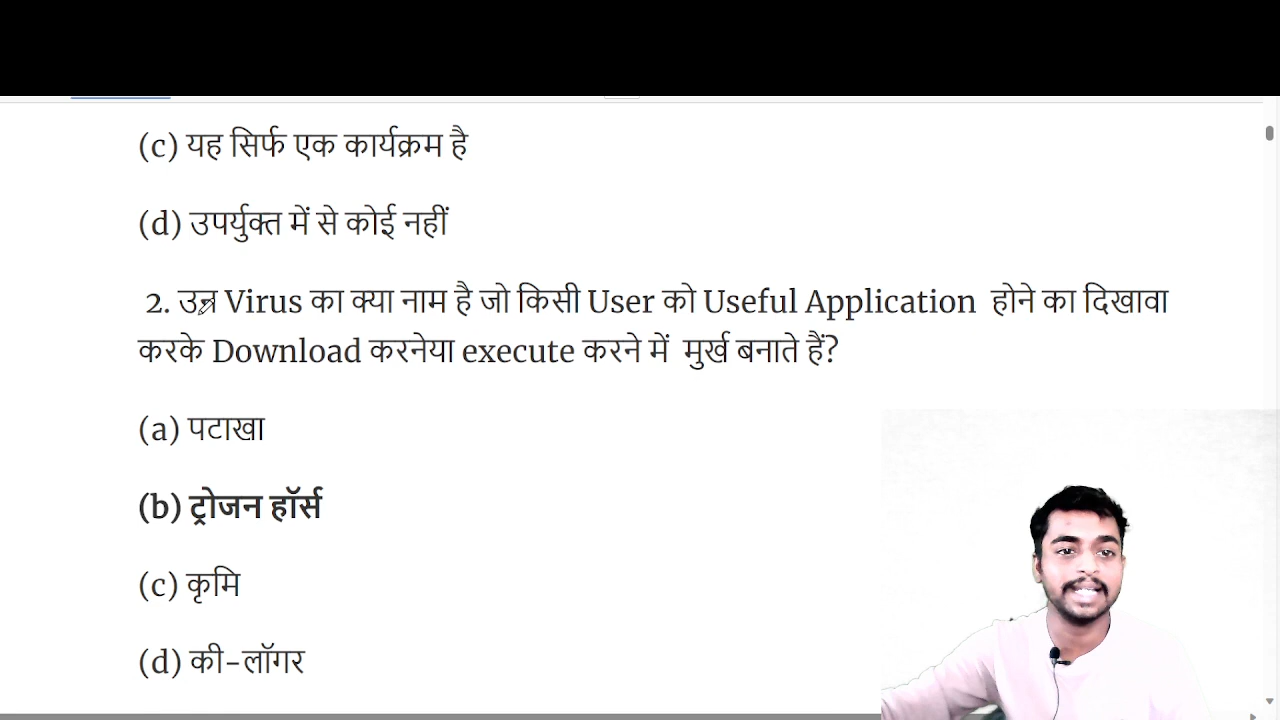 (c) यह सिर्फ एक कार्यक्रम है
(d) उपर्युक्त में से कोई नहीं
2. उन Virus का क्या नाम है जो किसी User को Useful Application होने का दिखावा
करके Download करनेया execute करने में मुर्ख बनाते हैं?
(a) पटाखा
(b) ट्रोजन हॉर्स
(c) कृमि
(d) की-लॉगर